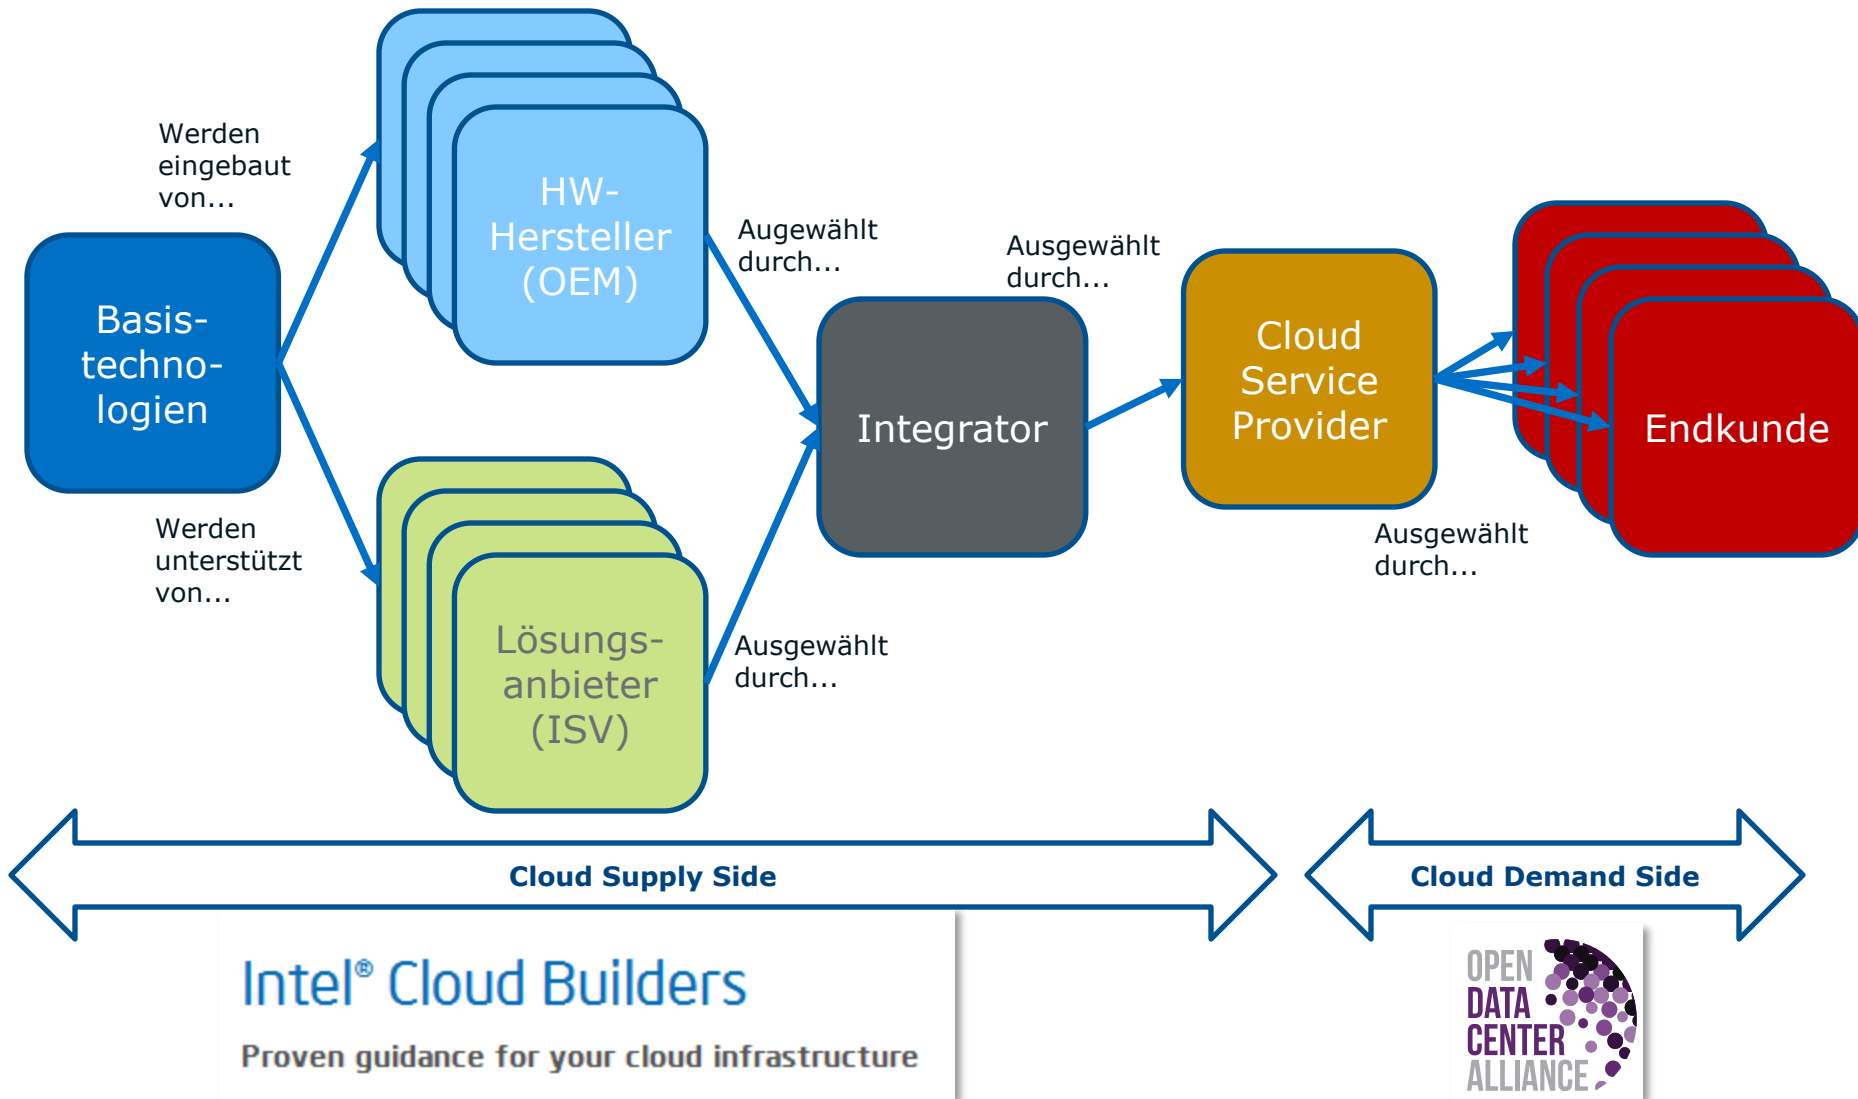 Werden
eingebaut
von...
HW-
Hersteller
(OEM)
Augewählt
durch...
Ausgewählt
durch...
Basis-
techno-
logien
Integrator
Cloud
Service
Provider
Endkunde
Werden
unterstützt
von...
Lösungs-
anbieter
(ISV)
Ausgewählt
durch...
Ausgewählt
durch...
Cloud Supply Side
Cloud Demand Side
Intel® Cloud Builders
Proven guidance for your cloud infrastructure
OPEN
DATA
CENTER
ALLIANCE